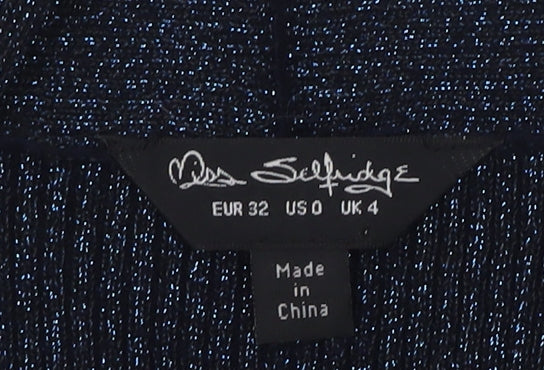 Miss Selfridge
EUR 32 US 0 UK 4
Made
in
China